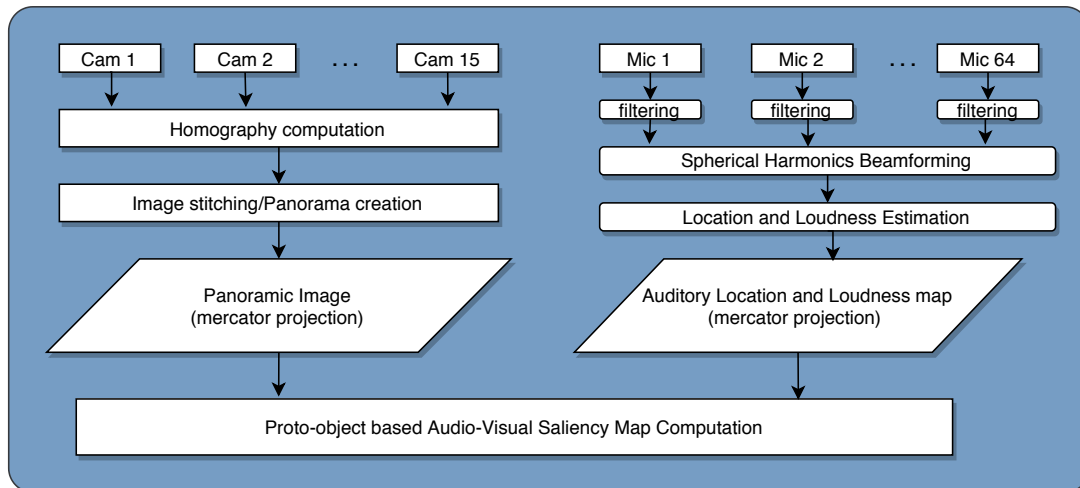 Cam 1
Cam 2
...
Cam 15
Homography computation
Image stitching/Panorama creation
Panoramic Image
(mercator projection)
Mic 1
Mic 2
...
Mic 64
filtering
filtering
filtering
Spherical Harmonics Beamforming
Location and Loudness Estimation
Auditory Location and Loudness map
(mercator projection)
Proto-object based Audio-Visual Saliency Map Computation